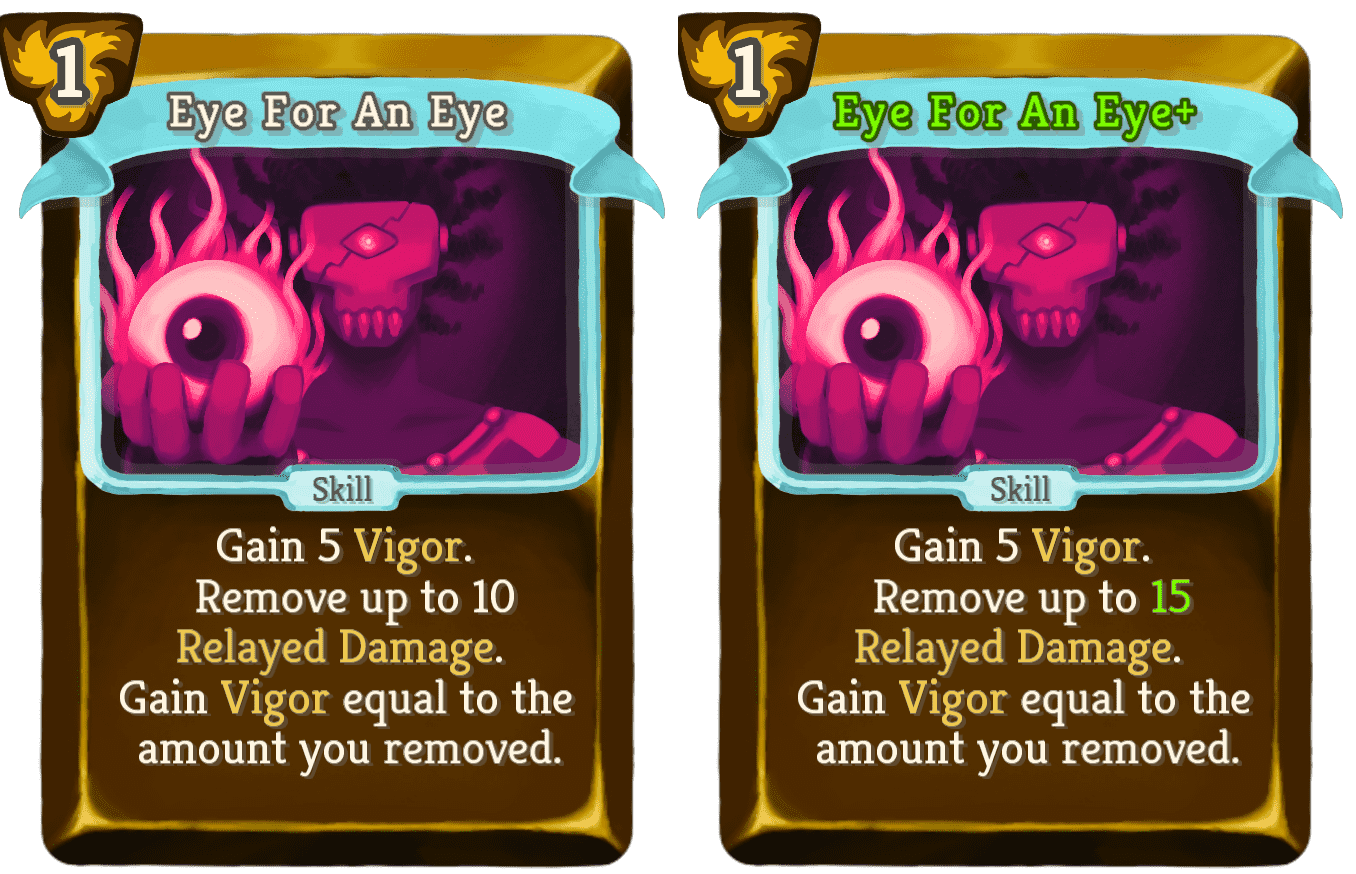 1
Eye For An Eye
Skill
Gain 5 Vigor.
Remove up to 10
Relayed Damage.
Gain Vigor equal to the
amount you removed.
1
Eye For An Eye+
Skill
Gain 5 Vigor.
Remove up to 15
Relayed Damage.
Gain Vigor equal to the
amount you removed.